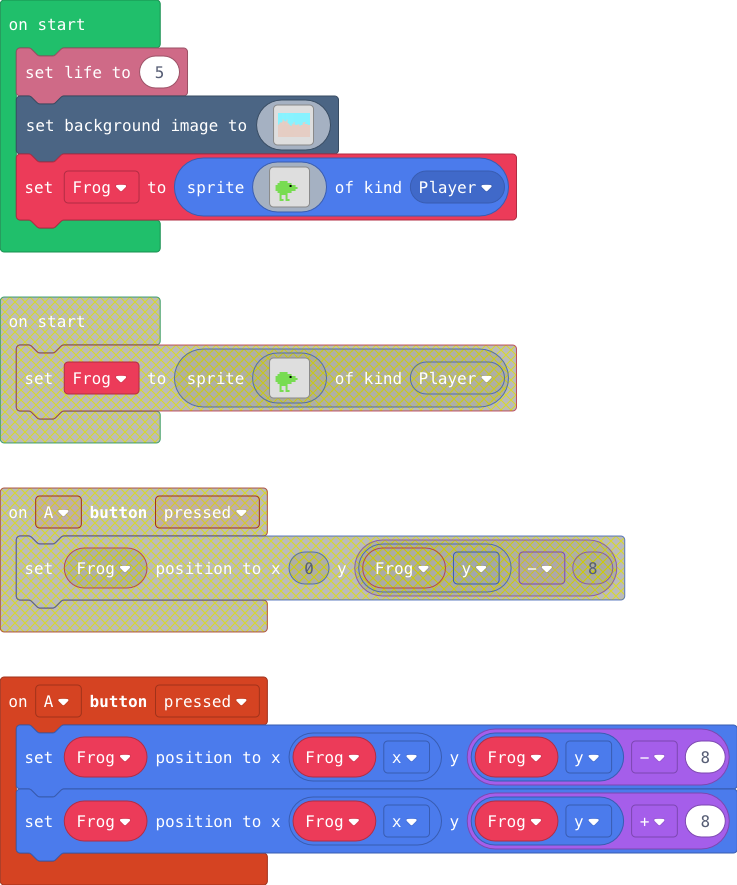 on start
set life to 5
set background image to
set Frog to sprite of kind Player
on start
set Frog to sprite of kind Player
on A button pressed
set Frog position to x 0 y Frog y - 8
on A button pressed
set Frog position to x Frog x y Frog y - 8
set Frog position to x Frog x y Frog y + 8